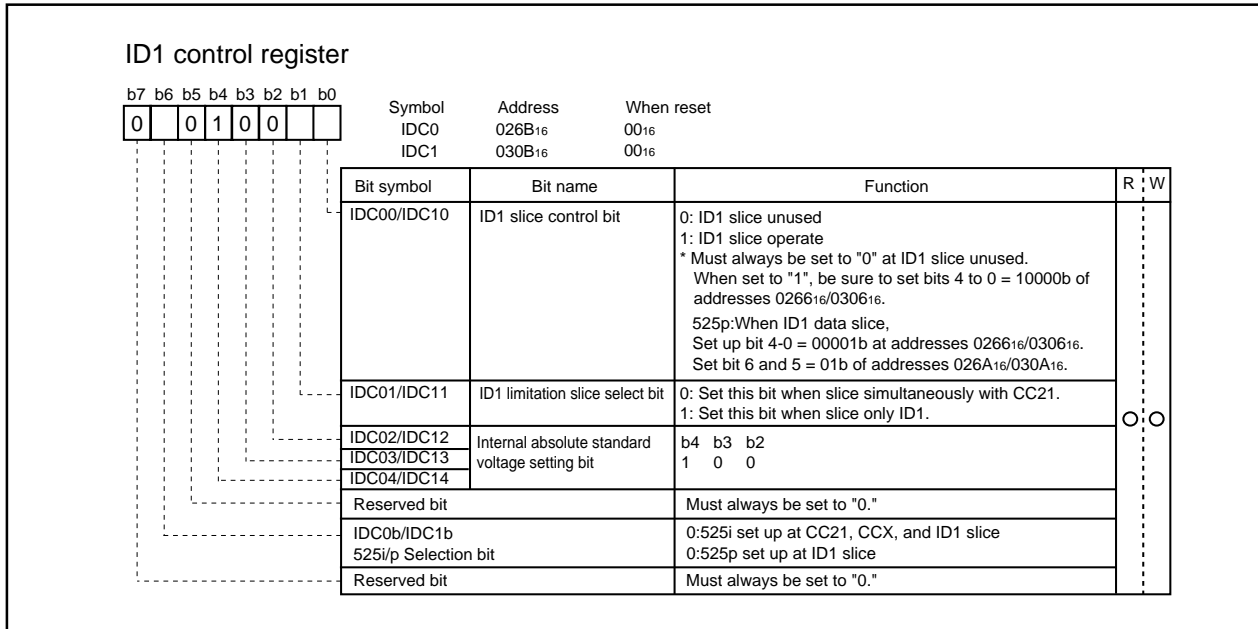 ID1 control register
b7 b6 b5 b4 b3 b2 b1 b0
0 0 1 0 0
Symbol Address When reset
IDC0 026B16 0016
IDC1 030B16 0016
Bit symbol Bit name Function R W
IDC00/IDC10 ID1 slice control bit 0: ID1 slice unused
1: ID1 slice operate
* Must always be set to "0" at ID1 slice unused.
When set to "1", be sure to set bits 4 to 0 = 10000b of
addresses 026616/030616.
525p:When ID1 data slice,
Set up bit 4-0 = 00001b at addresses 026616/030616.
Set bit 6 and 5 = 01b of addresses 026A16/030A16.
IDC01/IDC11 ID1 limitation slice select bit 0: Set this bit when slice simultaneously with CC21.
1: Set this bit when slice only ID1.
IDC02/IDC12 Internal absolute standard b4 b3 b2
IDC03/IDC13 voltage setting bit 1 0 0
IDC04/IDC14
Reserved bit Must always be set to "0."
IDC0b/IDC1b 0:525i set up at CC21, CCX, and ID1 slice
525i/p Selection bit 0:525p set up at ID1 slice
Reserved bit Must always be set to "0."